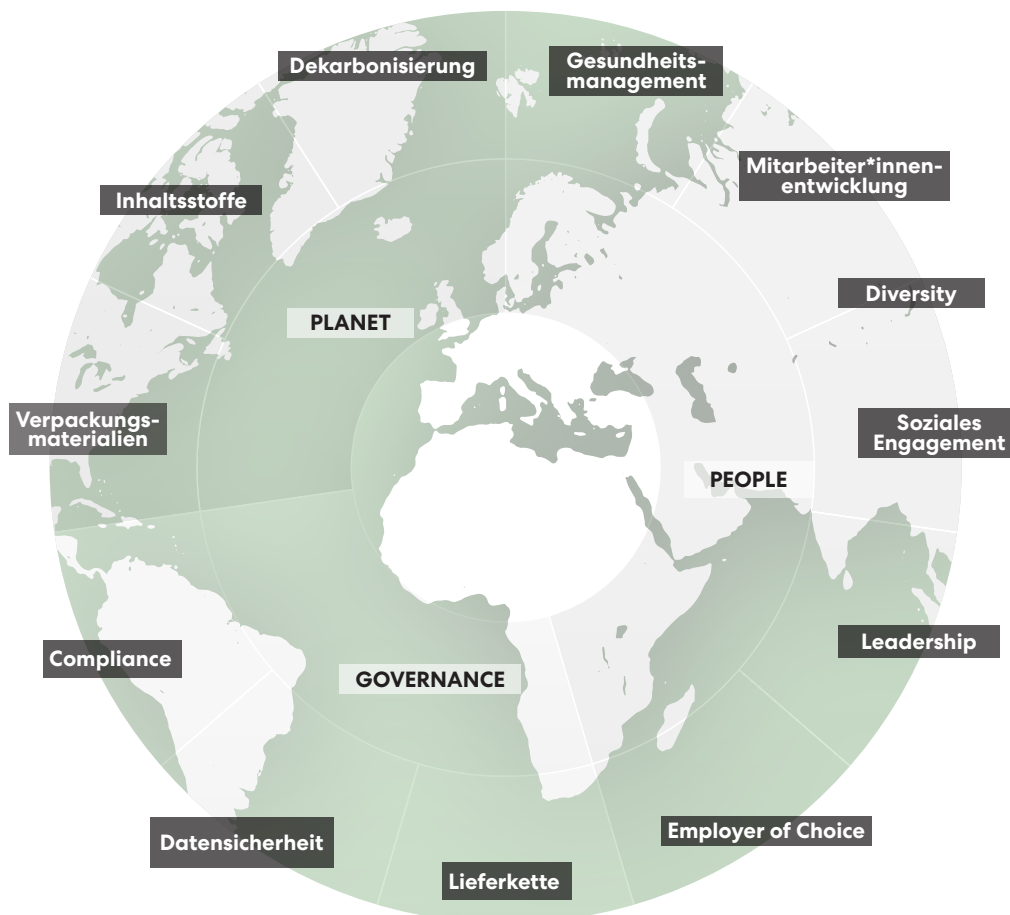 Dekarbonisierung
Gesundheits-
management
Mitarbeiter*innen-
entwicklung
Inhaltsstoffe
Diversity
PLANET
Verpackungs-
materialien
Soziales
Engagement
PEOPLE
Compliance
Leadership
GOVERNANCE
Datensicherheit
Employer of Choice
Lieferkette